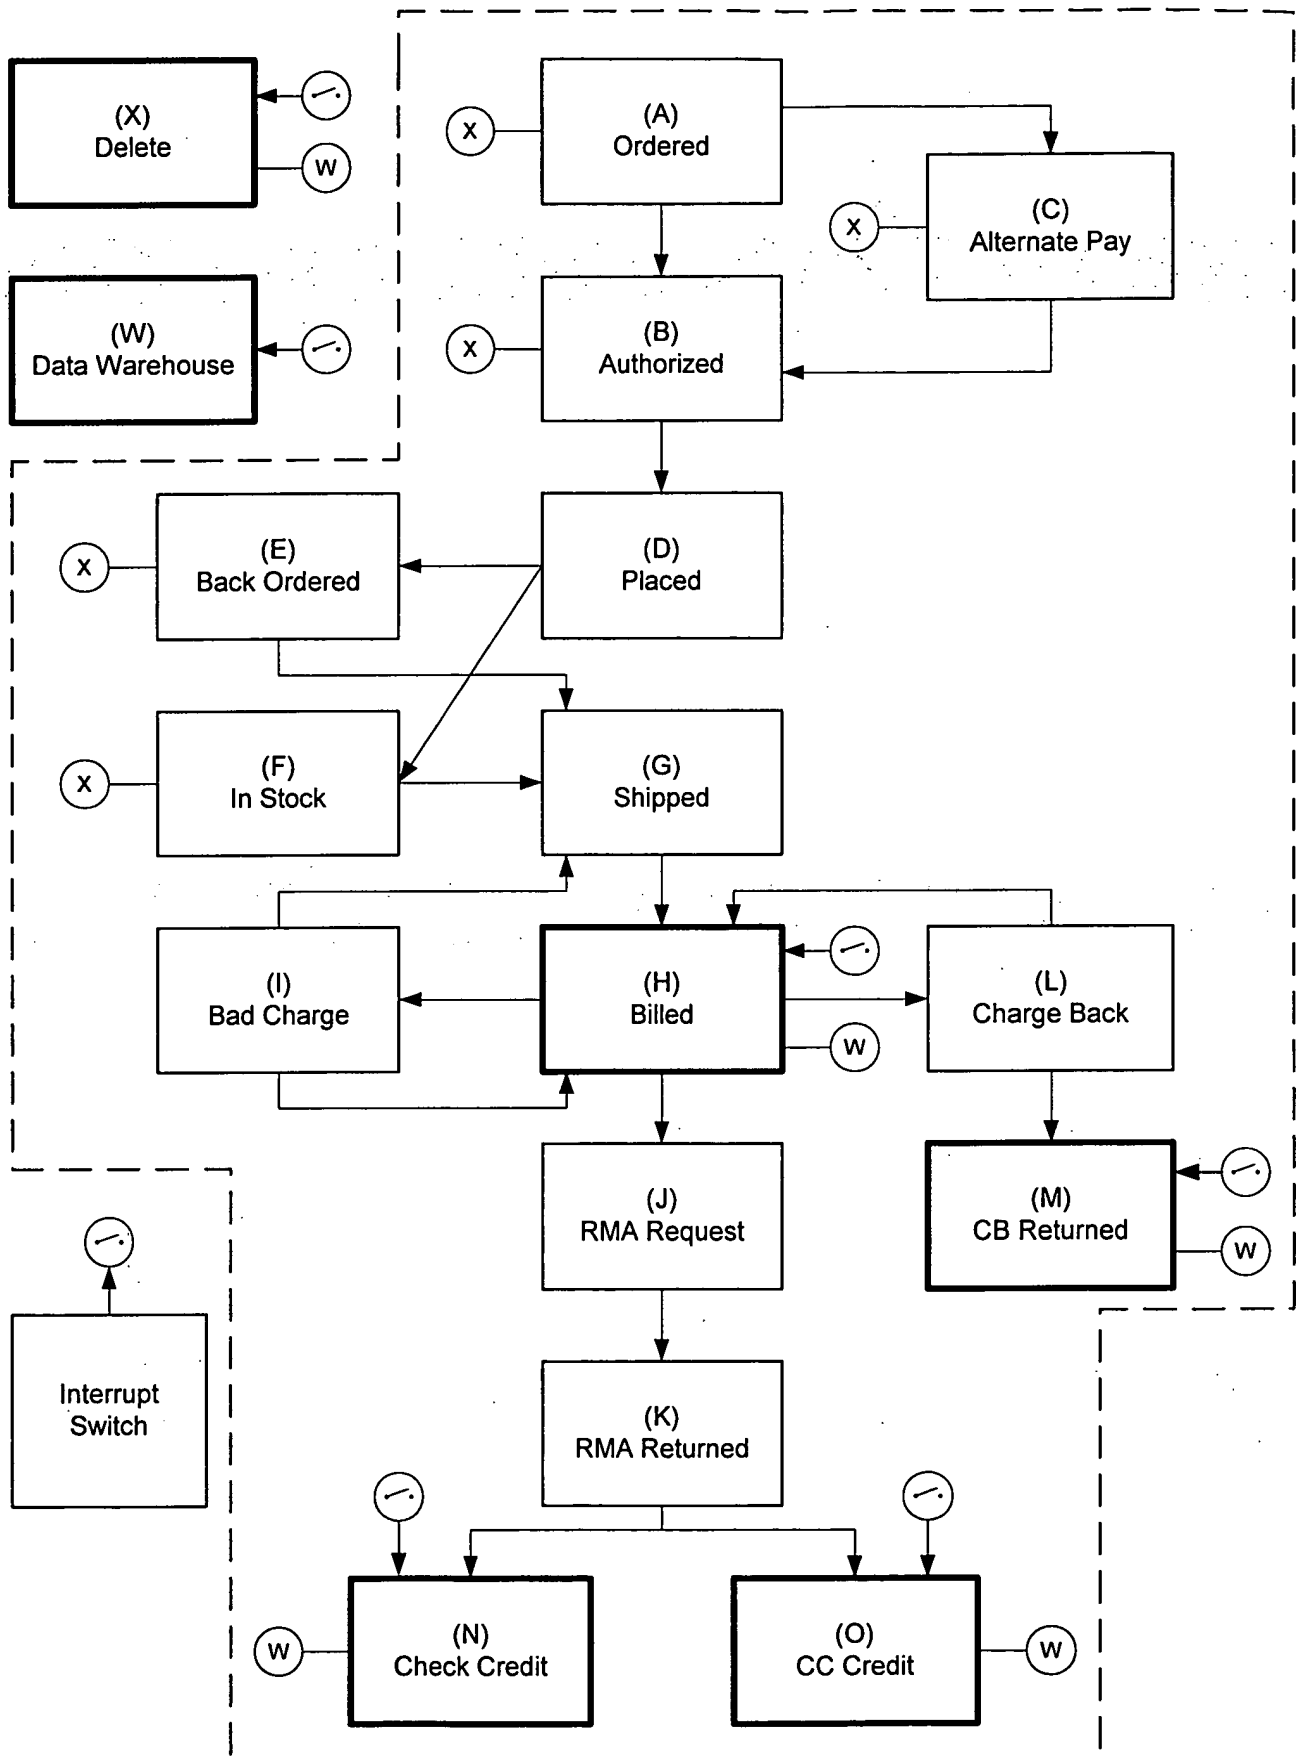 (X)
Delete
W
(W)
Data Warehouse
X
(A)
Ordered
X
(C)
Alternate Pay
X
(B)
Authorized
X
(E)
Back Ordered
(D)
Placed
X
(F)
In Stock
(G)
Shipped
(I)
Bad Charge
(H)
Billed
W
(L)
Charge Back
(J)
RMA Request
(M)
CB Returned
W
Interrupt
Switch
(K)
RMA Returned
W
(N)
Check Credit
(O)
CC Credit
W